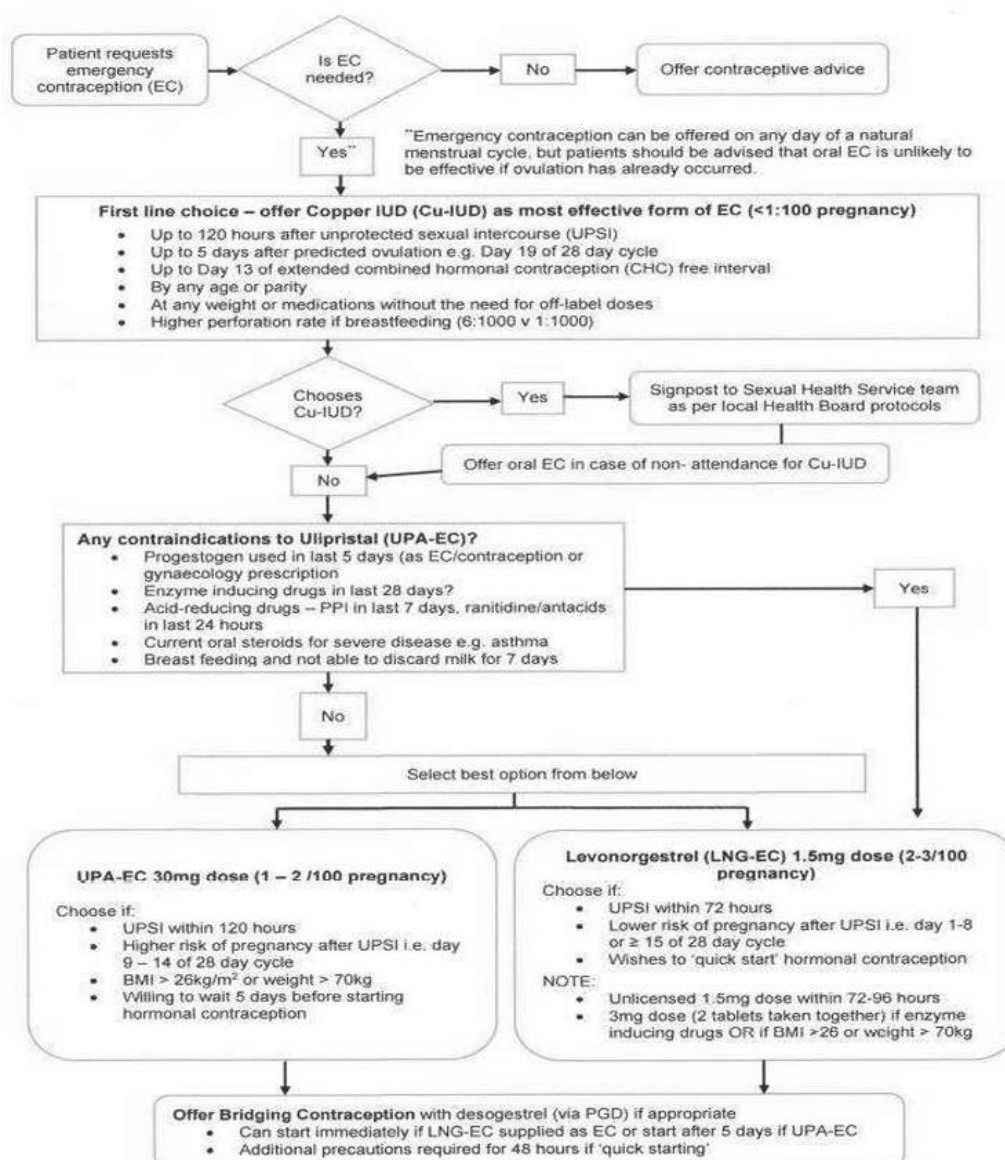 Patient requests
emergency
contraception (EC)
Is EC
needed?
No
Offer contraceptive advice
Yes**
**Emergency contraception can be offered on any day of a natural
menstrual cycle, but patients should be advised that oral EC is unlikely to
be effective if ovulation has already occurred.
First line choice – offer Copper IUD (Cu-IUD) as most effective form of EC (<1:100 pregnancy)
• Up to 120 hours after unprotected sexual intercourse (UPSI)
• Up to 5 days after predicted ovulation e.g. Day 19 of 28 day cycle
• Up to Day 13 of extended combined hormonal contraception (CHC) free interval
• By any age or parity
• At any weight or medications without the need for off-label doses
• Higher perforation rate if breastfeeding (6:1000 v 1:1000)
Chooses
Cu-IUD?
Yes
Signpost to Sexual Health Service team
as per local Health Board protocols
Offer oral EC in case of non- attendance for Cu-IUD
No
Any contraindications to Ulipristal (UPA-EC)?
• Progestogen used in last 5 days (as EC/contraception or
gynaecology prescription
• Enzyme inducing drugs in last 28 days?
• Acid-reducing drugs – PPI in last 7 days, ranitidine/antacids
in last 24 hours
• Current oral steroids for severe disease e.g. asthma
• Breast feeding and not able to discard milk for 7 days
Yes
No
Select best option from below
UPA-EC 30mg dose (1 – 2 /100 pregnancy)
Choose if:
• UPSI within 120 hours
• Higher risk of pregnancy after UPSI i.e. day
9 – 14 of 28 day cycle
• BMI > 26kg/m² or weight > 70kg
• Willing to wait 5 days before starting
hormonal contraception
Levonorgestrel (LNG-EC) 1.5mg dose (2-3/100
pregnancy)
Choose if:
• UPSI within 72 hours
• Lower risk of pregnancy after UPSI i.e. day 1-8
or ≥ 15 of 28 day cycle
• Wishes to ‘quick start’ hormonal contraception
NOTE:
• Unlicensed 1.5mg dose within 72-96 hours
• 3mg dose (2 tablets taken together) if enzyme
inducing drugs OR if BMI >26 or weight > 70kg
Offer Bridging Contraception with desogestrel (via PGD) if appropriate
• Can start immediately if LNG-EC supplied as EC or start after 5 days if UPA-EC
• Additional precautions required for 48 hours if ‘quick starting’